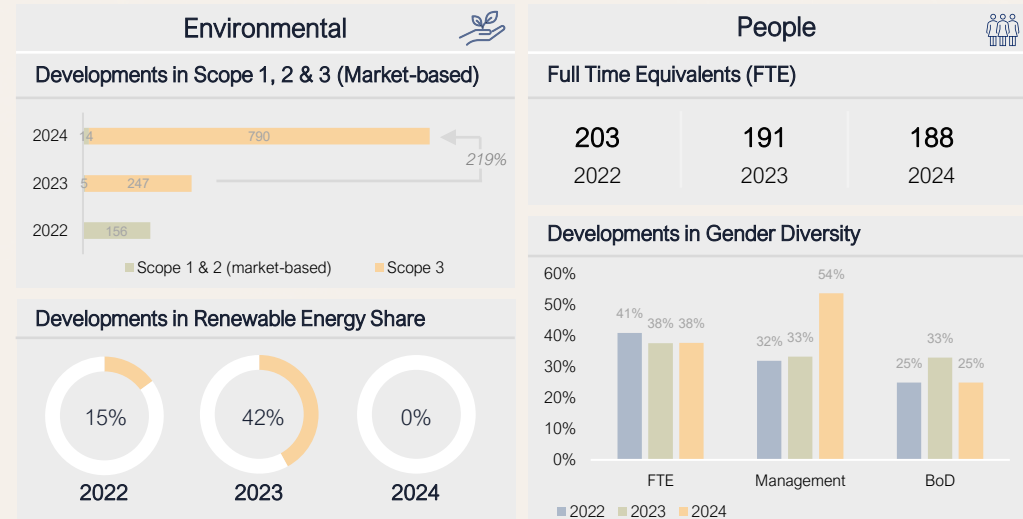 Environmental
Developments in Scope 1, 2 & 3 (Market-based)
2024 14 790
219%
2023 5 247
2022 156
Scope 1 & 2 (market-based) Scope 3
Developments in Renewable Energy Share
15% 42% 0%
2022 2023 2024
People
Full Time Equivalents (FTE)
203 191 188
2022 2023 2024
Developments in Gender Diversity
60%
50%
40%
30%
20%
10%
0%
41% 38% 38%
32% 33% 54%
25% 33% 25%
FTE Management BoD
2022 2023 2024